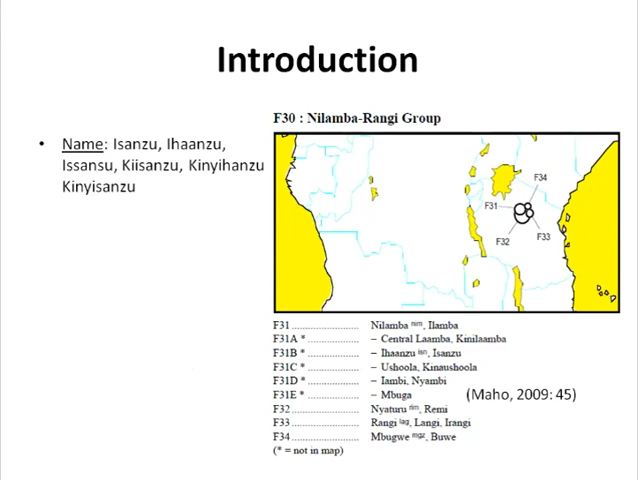 Introduction
F30 : Nilamba-Rangi Group
• Name: Isanzu, Ihaanzu,
Issansu, Kiisanzu, Kinyihanzu
Kinyisanzu
F34
F31
F33
F32
F31 ........................ Nilamba nim, Ilamba
F31A * .................. – Central Laamba, Kinilaamba
F31B * .................. – Ihaanzu isn, Isanzu
F31C * .................. – Ushoola, Kinaushoola
F31D * .................. – Iambi, Nyambi
F31E * .................. – Mbuga
(Maho, 2009: 45)
F32 ........................ Nyaturu rim, Remi
F33 ........................ Rangi lag, Langi, Irangi
F34 ........................ Mbugwe mgz, Buwe
(* = not in map)